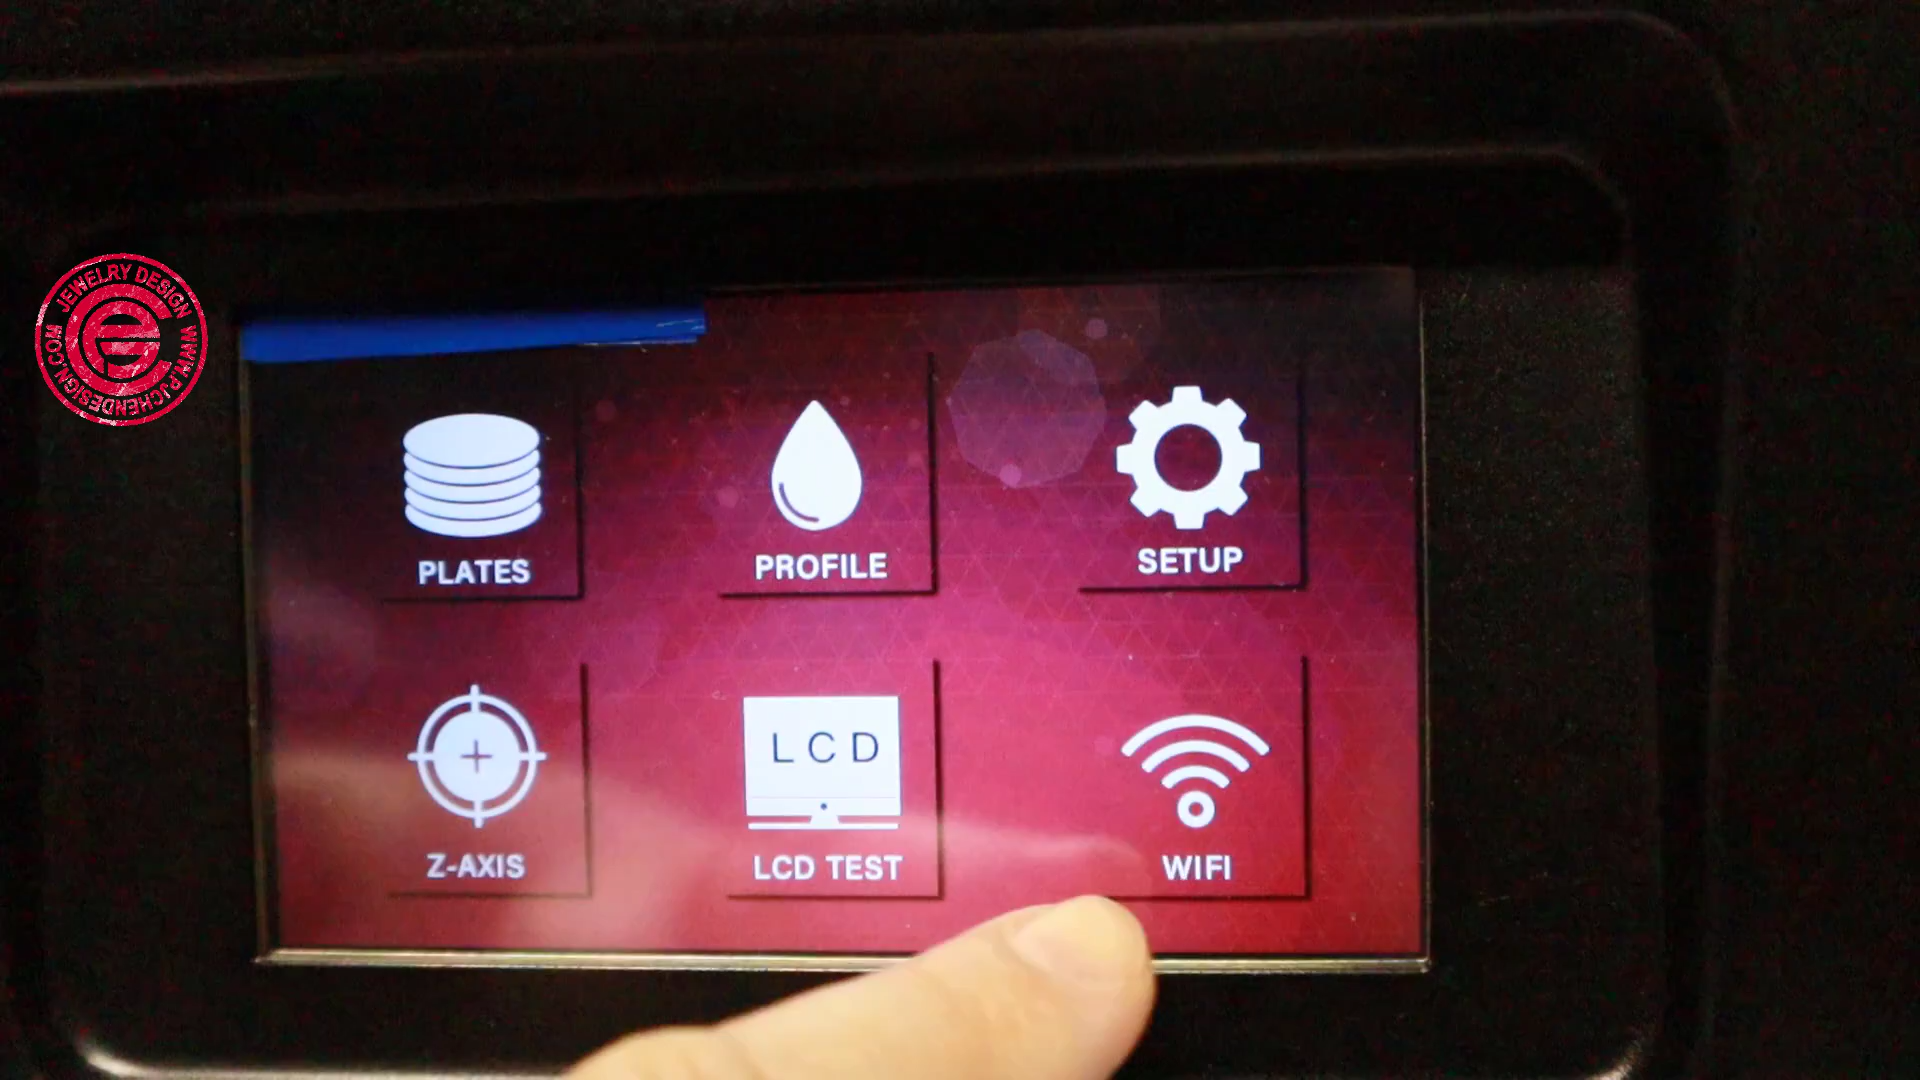 JEWELRY DESIGN WWW.PJCHENDESIGN.COM
PLATES
PROFILE
SETUP
LCD
Z-AXIS
LCD TEST
WIFI